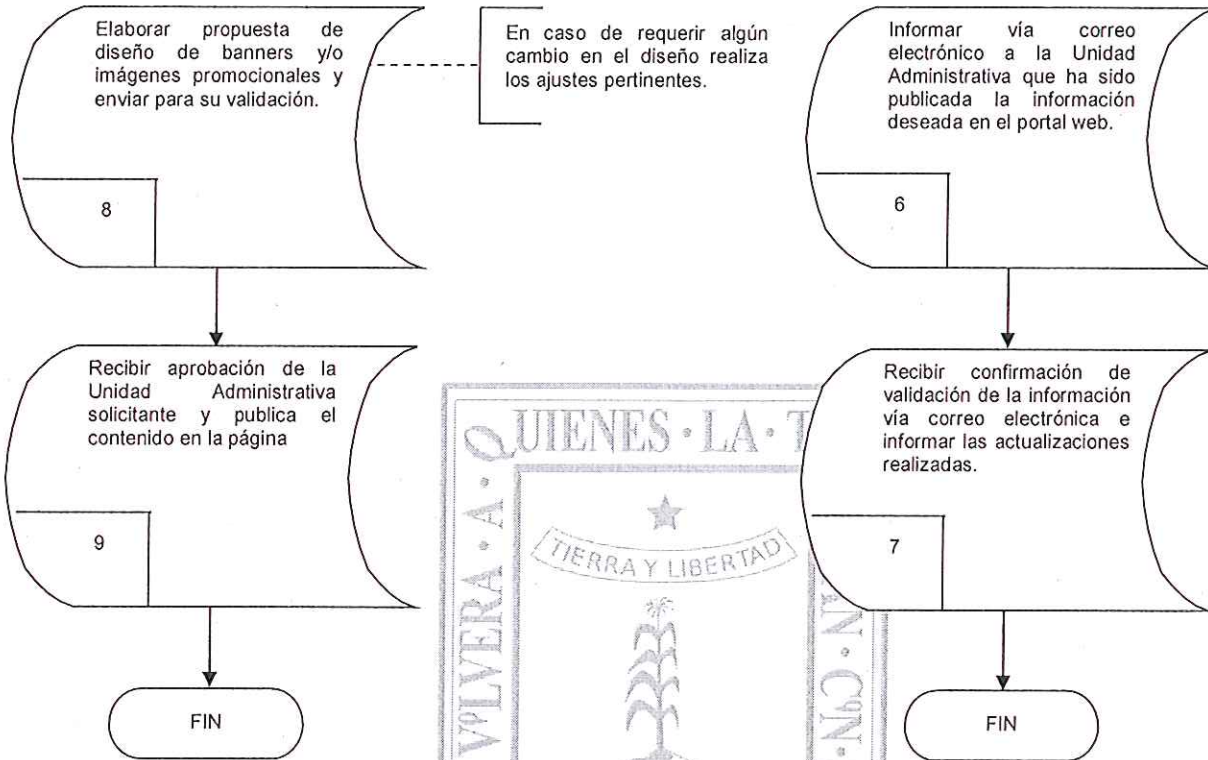 Elaborar propuesta de
diseño de banners y/o
imágenes promocionales y
enviar para su validación.
8
En caso de requerir algún
cambio en el diseño realiza
los ajustes pertinentes.
Informar vía correo
electrónico a la Unidad
Administrativa que ha sido
publicada la información
deseada en el portal web.
6
Recibir aprobación de la
Unidad Administrativa
solicitante y publica el
contenido en la página
9
Recibir confirmación de
validación de la información
vía correo electrónica e
informar las actualizaciones
realizadas.
7
FIN
FIN
VOLVERA · A · QUIENES · LA · T
TIERRA Y LIBERTAD
N · CON ·